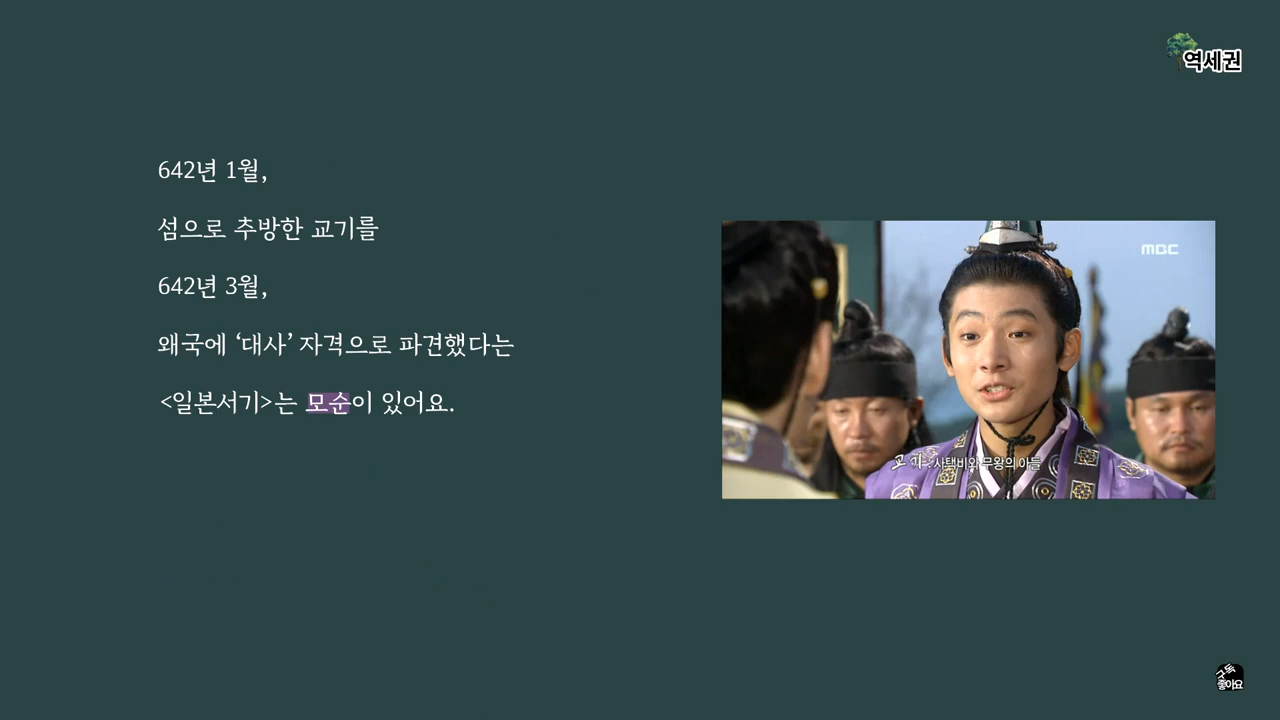 역세권
642년 1월,
섬으로 추방한 교기를
642년 3월,
왜국에 ‘대사’ 자격으로 파견했다는
<일본서기>는 모순이 있어요.
MBC
교기 : 사택비와 무왕의 아들
구독
좋아요